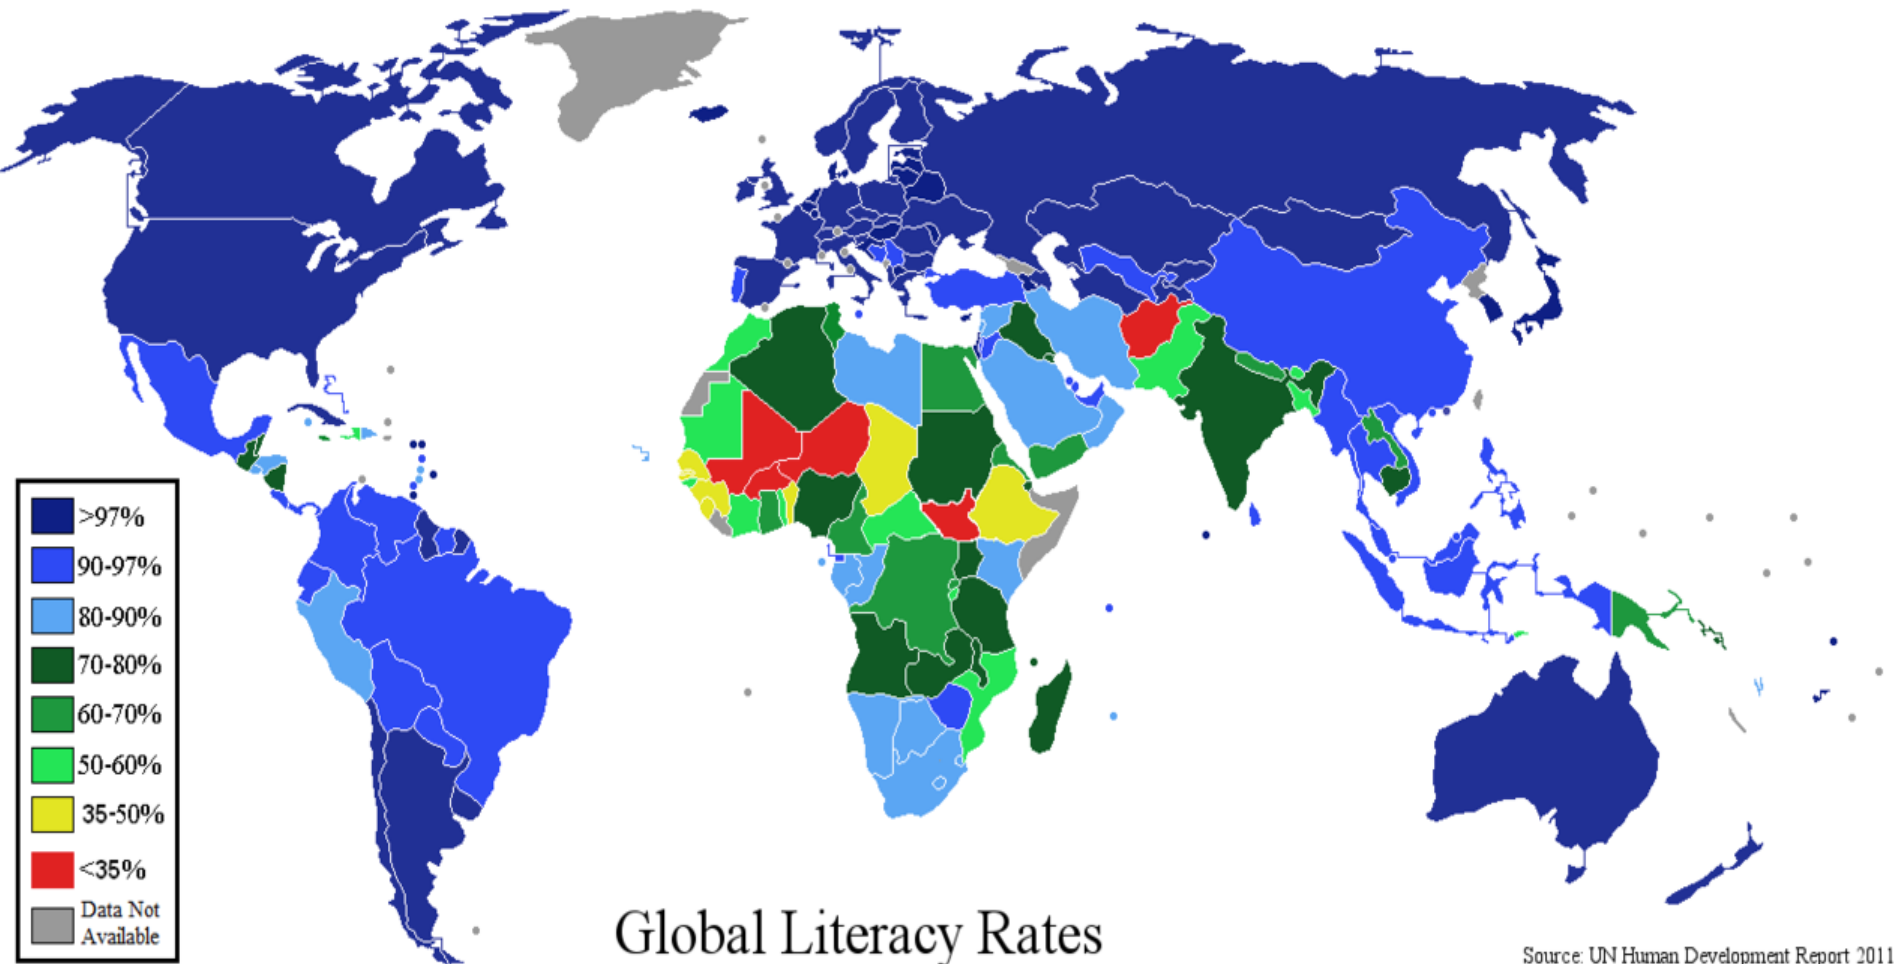 >97%
90-97%
80-90%
70-80%
60-70%
50-60%
35-50%
<35%
Data Not
Available
Global Literacy Rates
Source: UN Human Development Report 2011